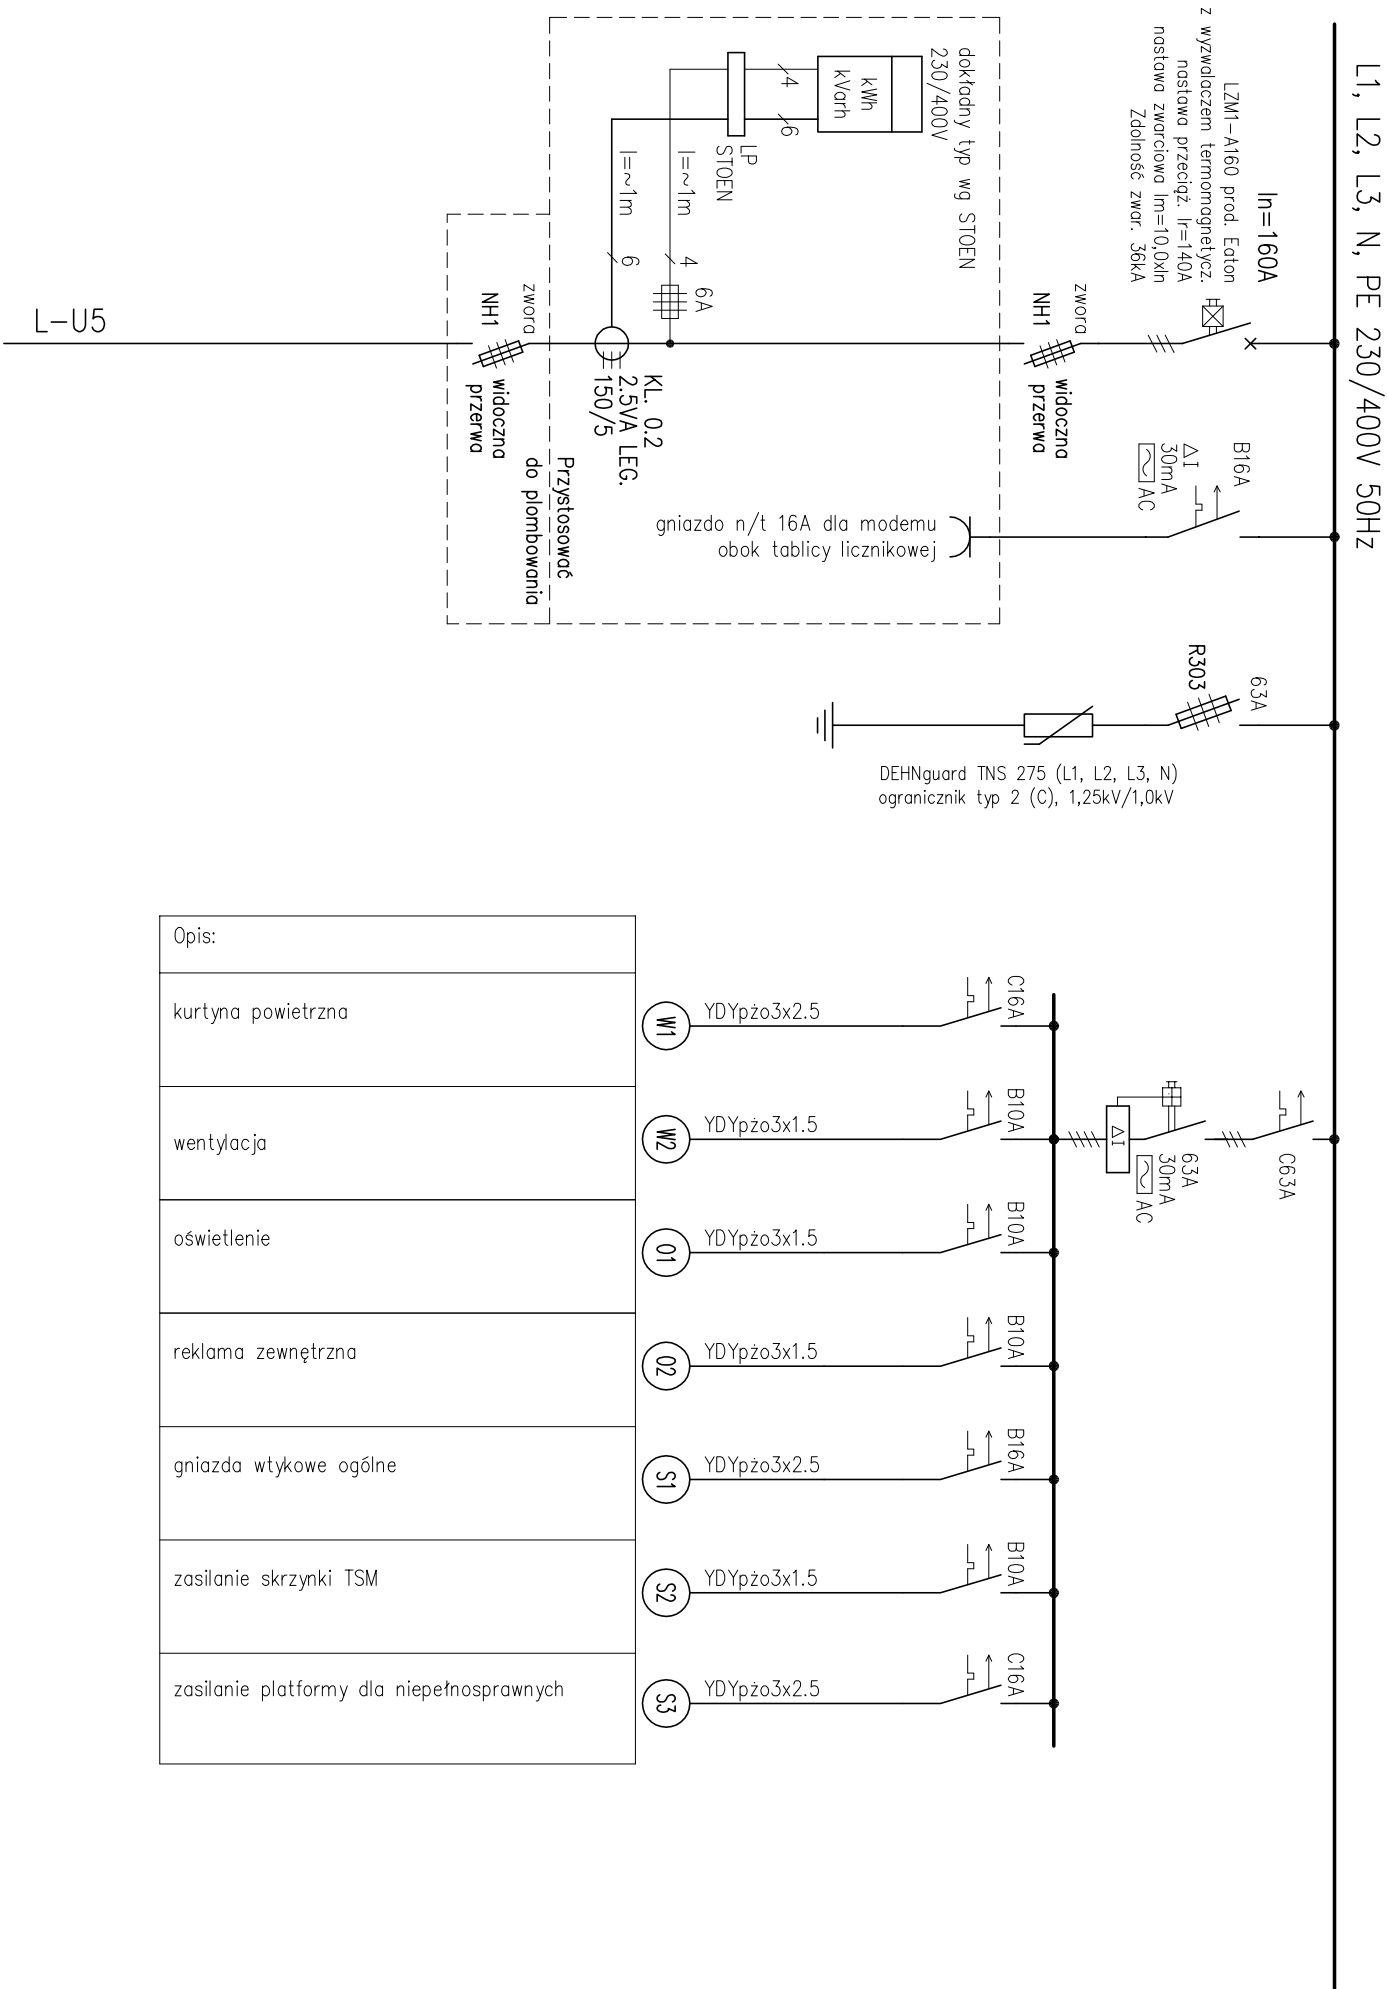 L1, L2, L3, N, PE 230/400V 50Hz
In=160A
LZM1-A160 prod. Eaton
z wyzwalaczem termomagnetycz.
nastawa przeciąż. Ir=140A
nastawa zwarciowa Im=10,0xIn
Zdolność zwar. 36kA
zwora
NH1
widoczna
przerwa
dokładny typ wg STOEN
230/400V
kWh
kVarh
4
6
LP
STOEN
l=~1m
4
6A
l=~1m
6
KL. 0.2
2.5VA LEG.
150/5
zwora
NH1
widoczna
przerwa
Przystosować
do plombowania
L-U5
B16A
ΔI
30mA
AC
gniazdo n/t 16A dla modemu
obok tablicy licznikowej
63A
R303
DEHNguard TNS 275 (L1, L2, L3, N)
ogranicznik typ 2 (C), 1,25kV/1,0kV
C63A
63A
30mA
AC
ΔI
Opis:
C16A
YDYpżo3x2.5
W1
kurtyna powietrzna
B10A
YDYpżo3x1.5
W2
wentylacja
B10A
YDYpżo3x1.5
O1
oświetlenie
B10A
YDYpżo3x1.5
O2
reklama zewnętrzna
B16A
YDYpżo3x2.5
S1
gniazda wtykowe ogólne
B10A
YDYpżo3x1.5
S2
zasilanie skrzynki TSM
C16A
YDYpżo3x2.5
S3
zasilanie platformy dla niepełnosprawnych